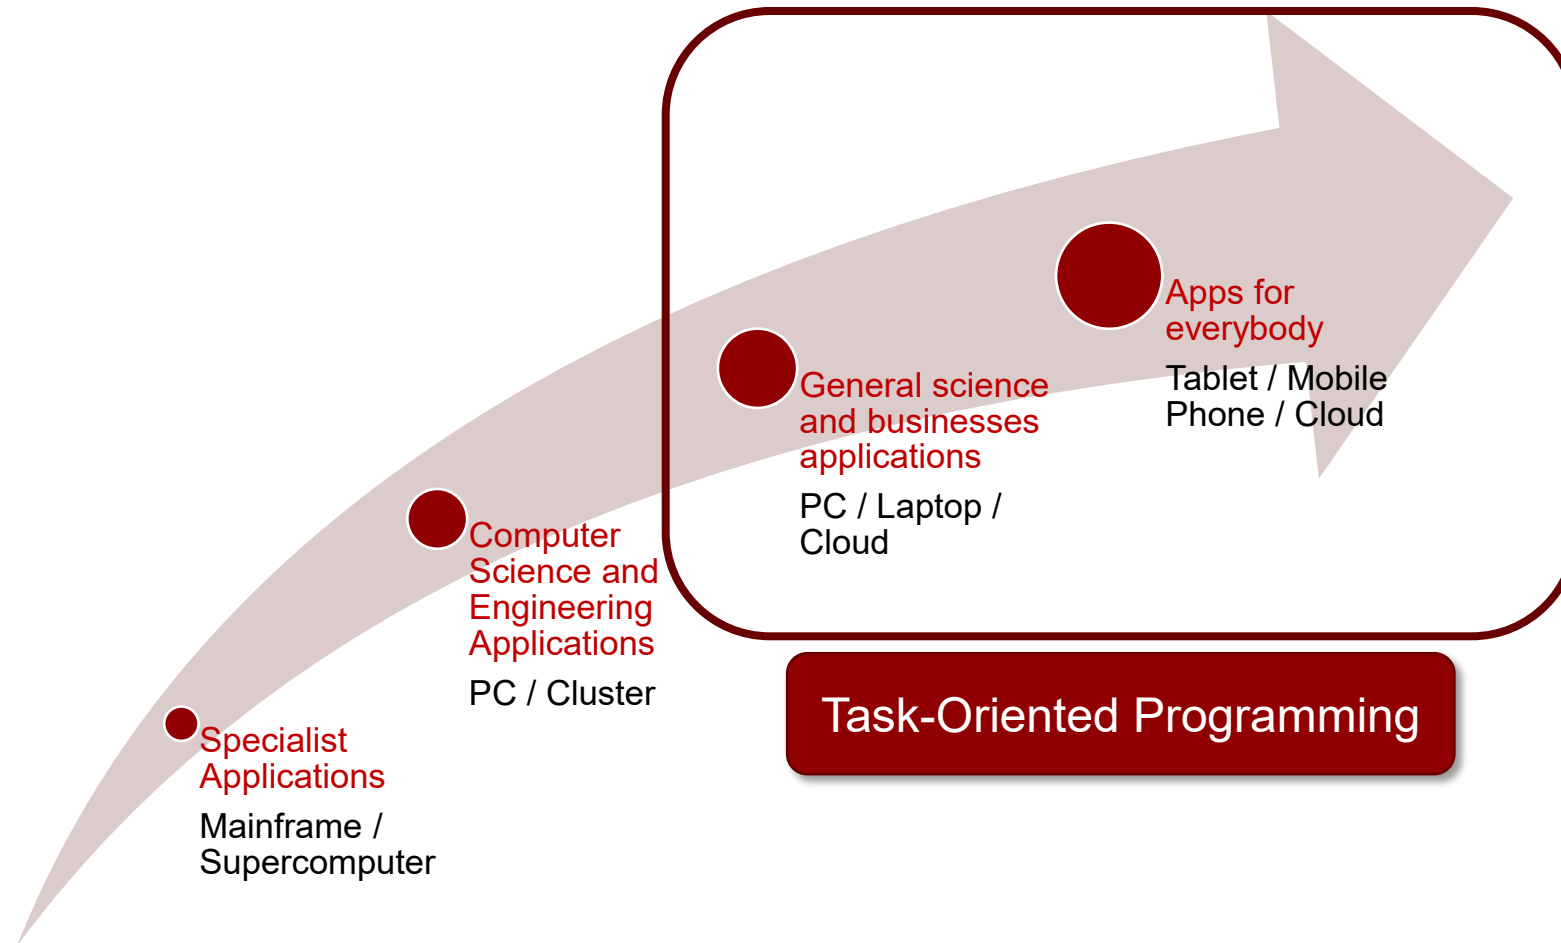 Apps for
everybody
Tablet / Mobile
Phone / Cloud
General science
and businesses
applications
PC / Laptop /
Cloud
Computer
Science and
Engineering
Applications
PC / Cluster
Specialist
Applications
Mainframe /
Supercomputer
Task-Oriented Programming